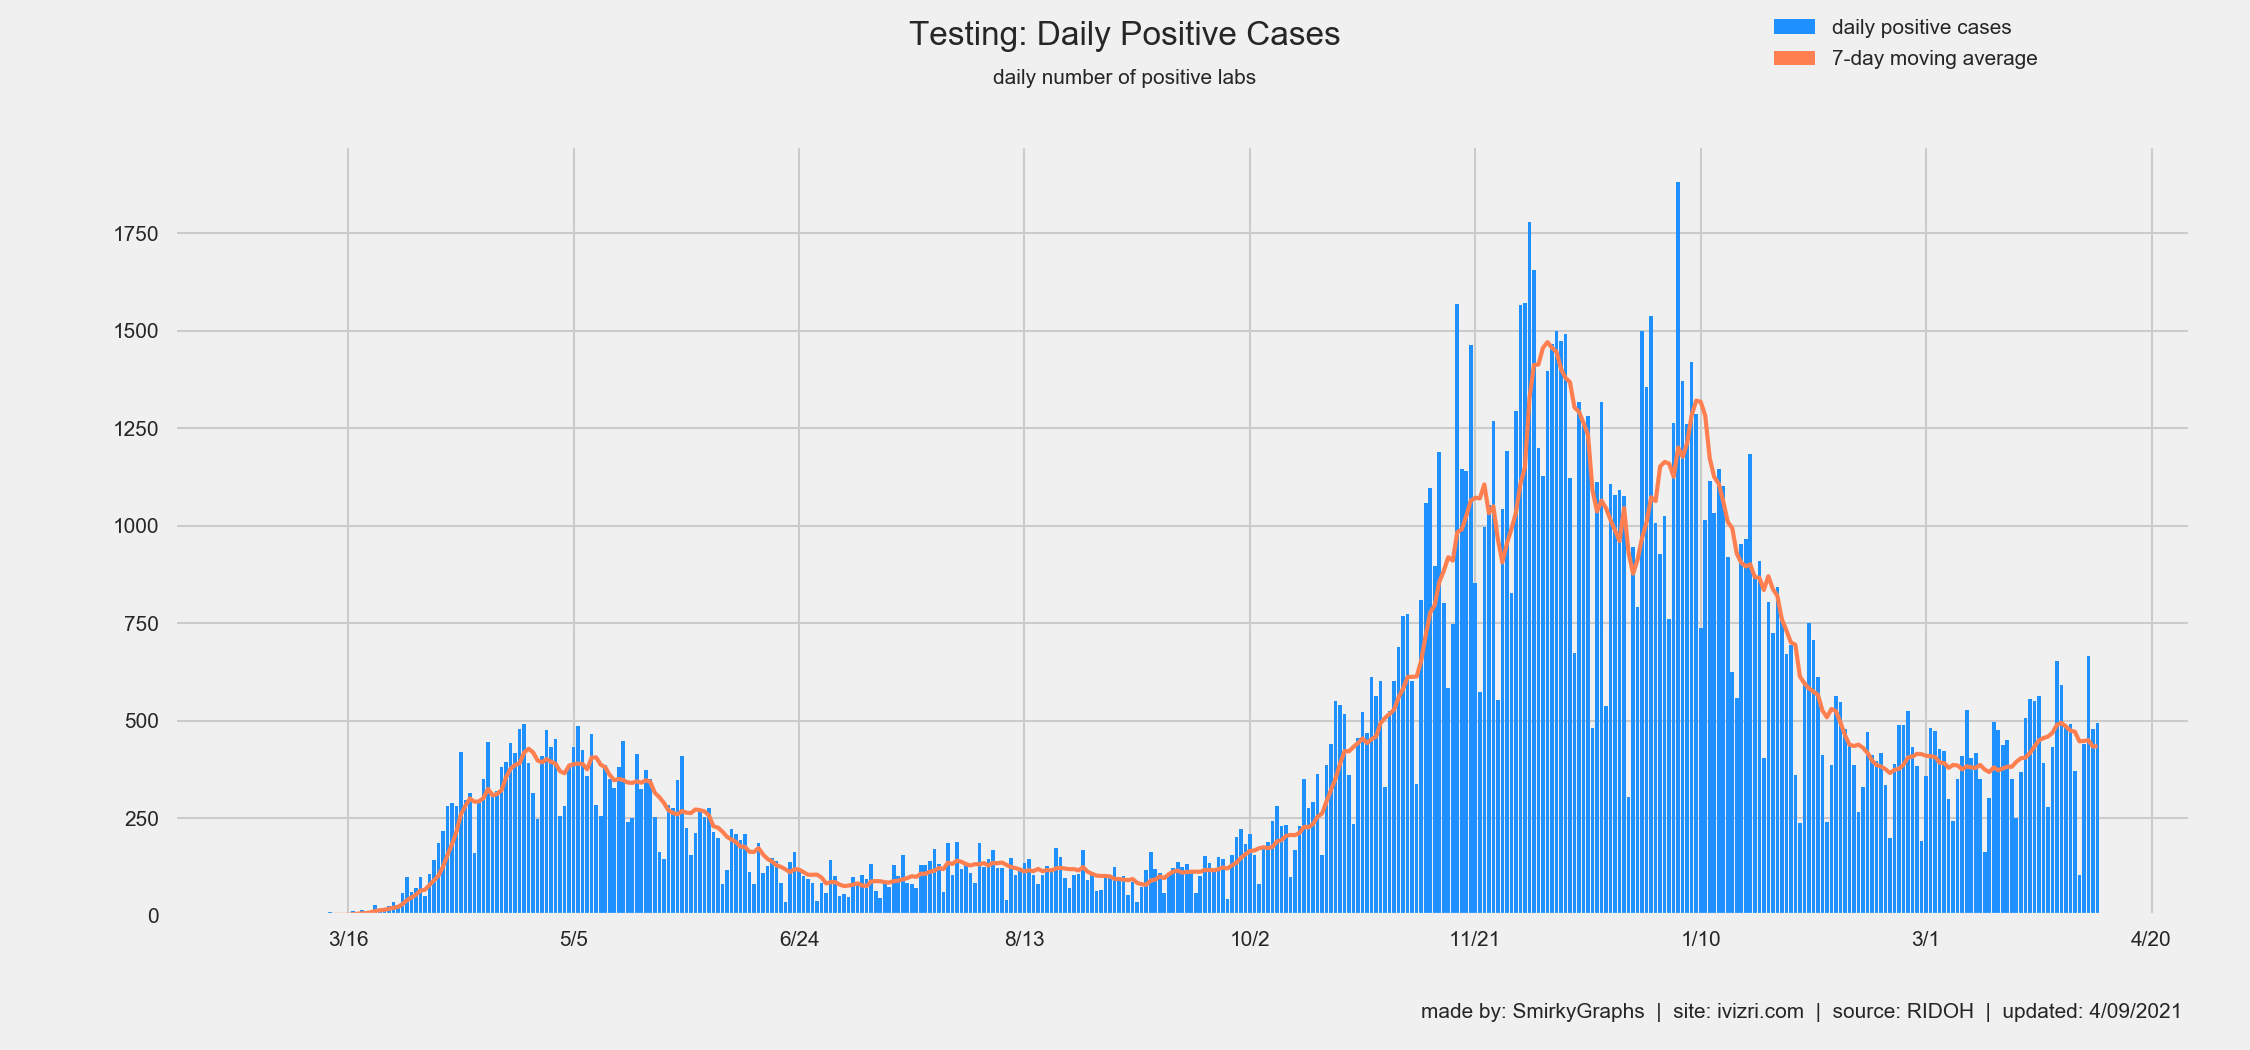 Testing: Daily Positive Cases
daily number of positive labs
daily positive cases
7-day moving average
1750
1500
1250
1000
750
500
250
0
3/16 5/5 6/24 8/13 10/2 11/21 1/10 3/1 4/20
made by: SmirkyGraphs | site: ivizri.com | source: RIDOH | updated: 4/09/2021